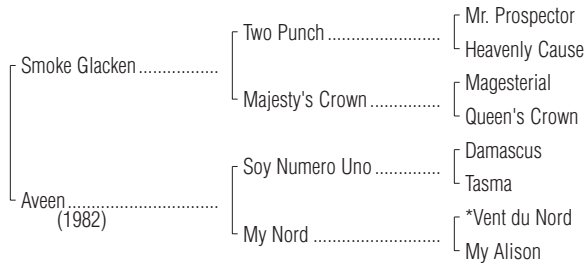 Mr. Prospector
Two Punch
Heavenly Cause
Smoke Glacken
Magesterial
Majesty's Crown
Queen's Crown
Damascus
Soy Numero Uno
Tasma
Aveen
(1982)
*Vent du Nord
My Nord
My Alison